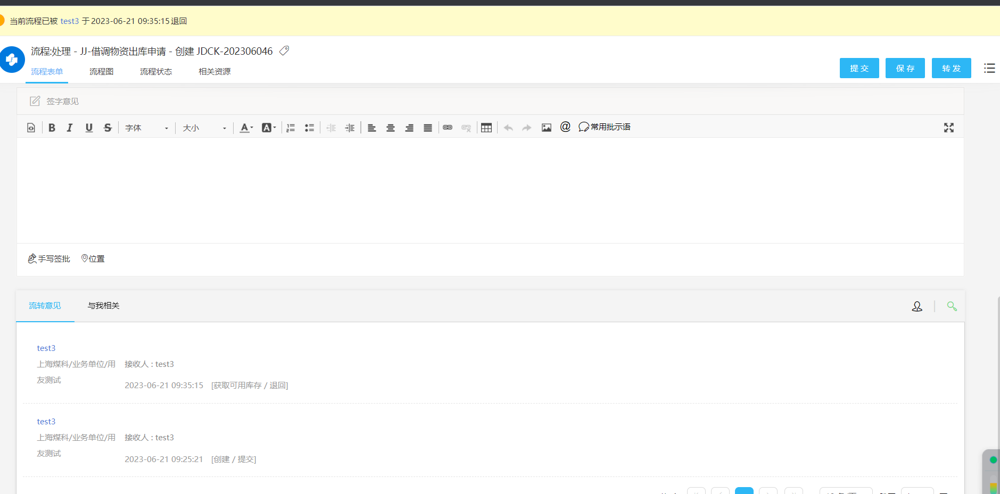 当前流程已被 test3 于2023-06-21 09:35:15退回
流程:处理 - JJ-借调物资出库申请 - 创建 JDCK-202306046
流程表单 流程图 流程状态 相关资源
提 交 保 存 转 发
签字意见
字体 大小 @ 常用批示语
手写签批 位置
流转意见 与我相关
test3
上海煤科/业务单位/用 接收人 : test3
友测试
2023-06-21 09:35:15 [获取可用库存 / 退回]
test3
上海煤科/业务单位/用 接收人 : test3
友测试
2023-06-21 09:25:21 [创建 / 提交]